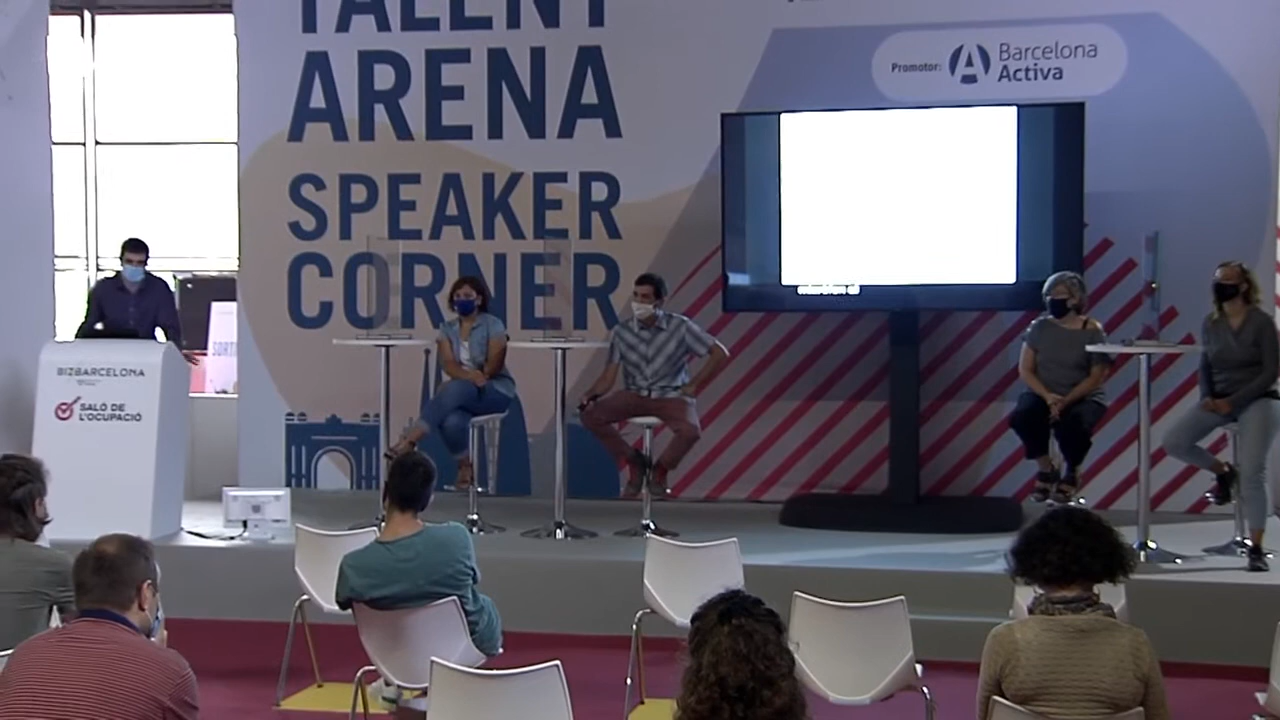 TALENT
ARENA
SPEAKER
CORNER
Promotor:
Barcelona
Activa
BIZBARCELONA
SALÓ DE
L'OCUPACIÓ